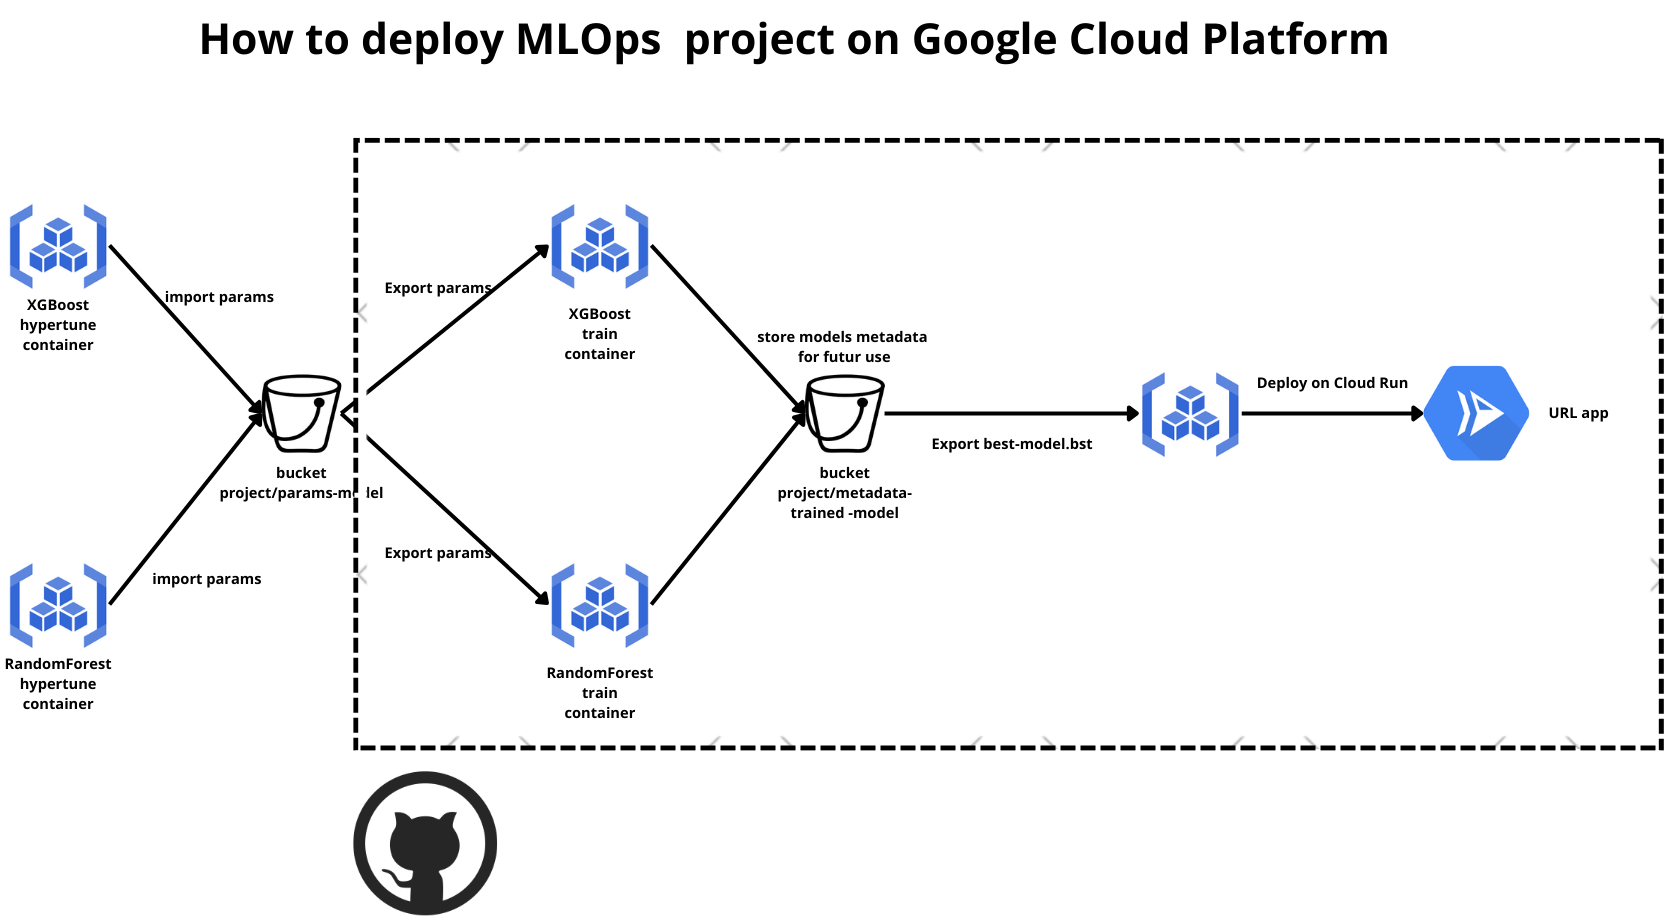 How to deploy MLOps  project on Google Cloud Platform
XGBoost
hypertune
container
import params
Export params
XGBoost
train
container
store models metadata
for futur use
bucket
project/params-m el
bucket
project/metadata-
trained -model
Export best-model.bst
Deploy on Cloud Run
URL app
import params
Export params
RandomForest
hypertune
container
RandomForest
train
container